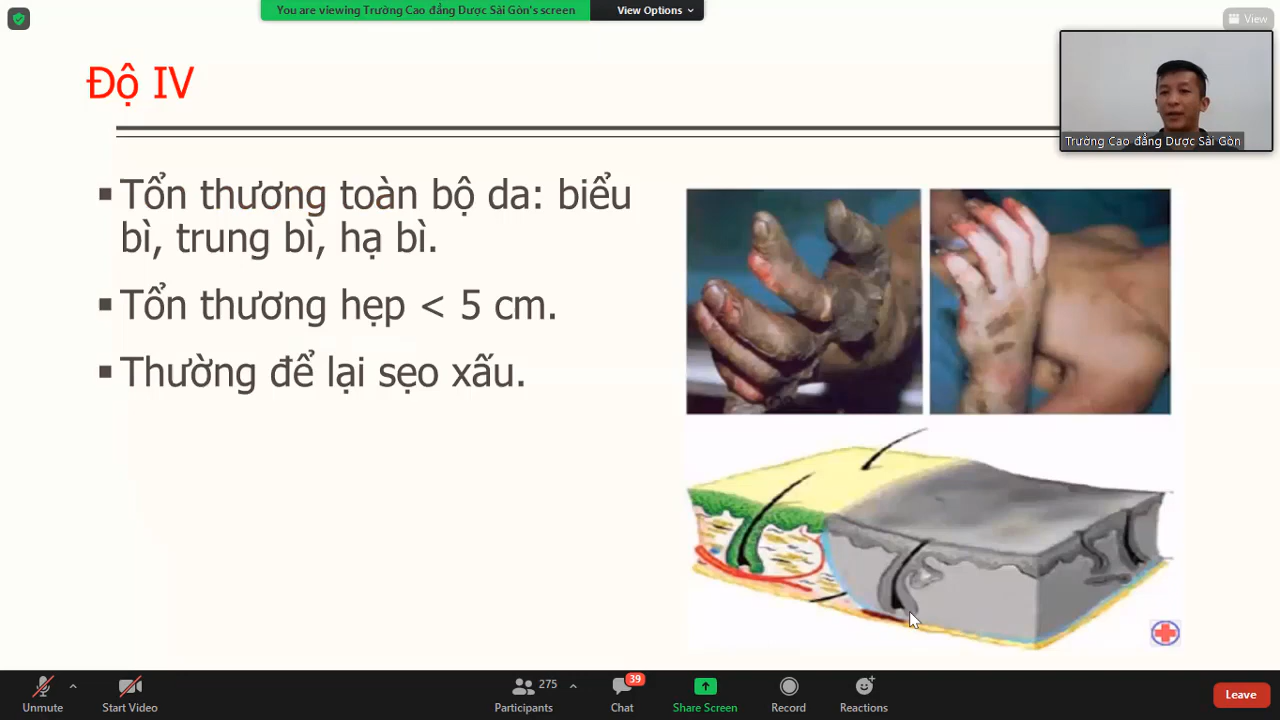 You are viewing Trường Cao đẳng Dược Sài Gòn's screen
View Options
View
Độ IV
Trường Cao đẳng Dược Sài Gòn
Tổn thương toàn bộ da: biểu
bì, trung bì, hạ bì.
Tổn thương hẹp < 5 cm.
Thường để lại sẹo xấu.
Unmute
Start Video
275
Participants
39
Chat
Share Screen
Record
Reactions
Leave